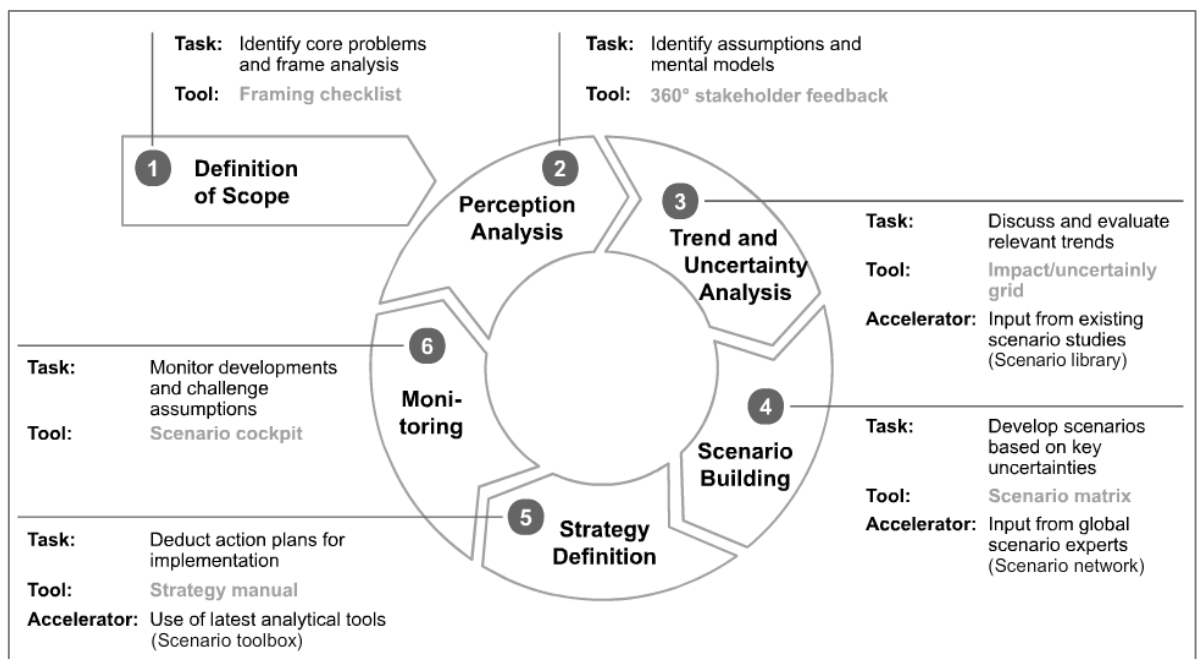 Task: Identify core problems
and frame analysis
Tool: Framing checklist
Task: Identify assumptions and
mental models
Tool: 360° stakeholder feedback
1 Definition
of Scope
2
Perception
Analysis
3
Trend and
Uncertainty
Analysis
Task: Discuss and evaluate
relevant trends
Tool: Impact/uncertainly
grid
Accelerator: Input from existing
scenario studies
(Scenario library)
4
Scenario
Building
Task: Develop scenarios
based on key
uncertainties
Tool: Scenario matrix
Accelerator: Input from global
scenario experts
(Scenario network)
5 Strategy
Definition
Task: Deduct action plans for
implementation
Tool: Strategy manual
Accelerator: Use of latest analytical tools
(Scenario toolbox)
6
Moni-
toring
Task: Monitor developments
and challenge
assumptions
Tool: Scenario cockpit